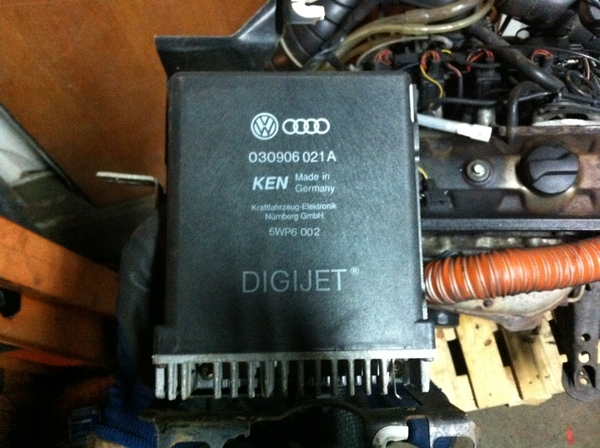 030906 021A
KEN Made in
Germany
Kraftfahrzeug-Elektronik
Nürnberg GmbH
5WP6 002
DIGIJET®